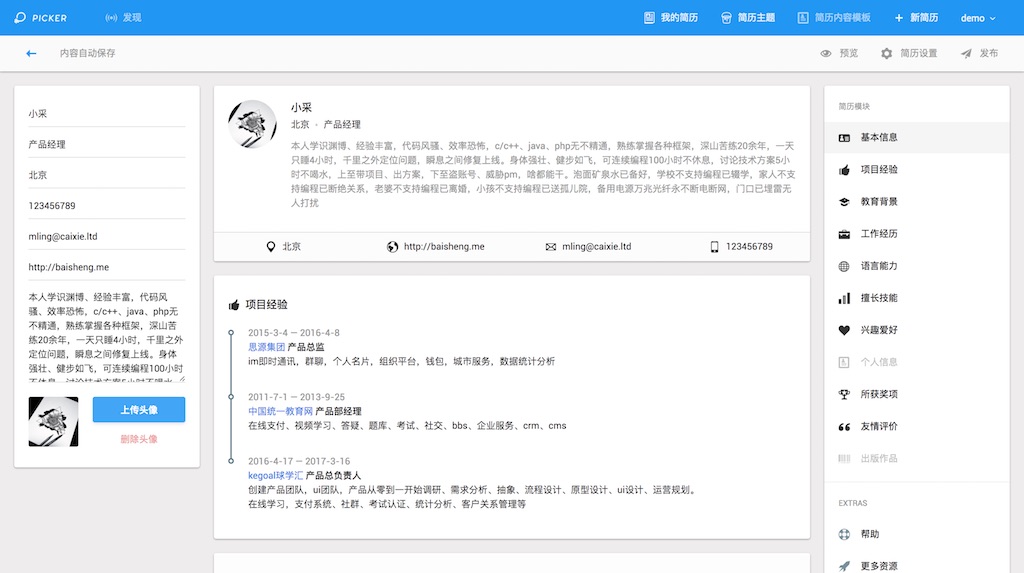 PICKER
发现
我的简历
简历主题
简历内容模板
新简历
demo
内容自动保存
预览
简历设置
发布
小采
产品经理
北京
123456789
mling@caixie.ltd
http://baisheng.me
本人学识渊博、经验丰富，代码风
骚、效率恐怖，c/c++、java、php无
不精通，熟练掌握各种框架，深山苦
练20余年，一天只睡4小时，千里之外
定位问题，瞬息之间修复上线。身体
强壮、健步如飞，可连续编程100小时
不休息，讨论技术方案5小时不喝水，
上传头像
删除头像
小采
北京 · 产品经理
本人学识渊博、经验丰富，代码风骚、效率恐怖，c/c++、java、php无不精通，熟练掌握各种框架，深山苦练20余年，一天
只睡4小时，千里之外定位问题，瞬息之间修复上线。身体强壮、健步如飞，可连续编程100小时不休息，讨论技术方案5小
时不喝水，上至带项目、出方案，下至盗账号、威胁pm，啥都能干。泡面矿泉水已备好，学校不支持编程已辍学，家人不支
持编程已断绝关系，老婆不支持编程已离婚，小孩不支持编程已送孤儿院，备用电源万兆光纤永不断电断网，门口已埋雷无
人打扰
北京
http://baisheng.me
mling@caixie.ltd
123456789
项目经验
2015-3-4 — 2016-4-8
思源集团 产品总监
im即时通讯，群聊，个人名片，组织平台，钱包，城市服务，数据统计分析
2011-7-1 — 2013-9-25
中国统一教育网 产品部经理
在线支付、视频学习、答疑、题库、考试、社交、bbs、企业服务、crm、cms
2016-4-17 — 2017-3-16
kegoal球学汇 产品总负责人
创建产品团队，ui团队，产品从零到一开始调研、需求分析、抽象、流程设计、原型设计、ui设计、运营规划。
在线学习，支付系统、社群、考试认证、统计分析、客户关系管理等
简历模块
基本信息
项目经验
教育背景
工作经历
语言能力
擅长技能
兴趣爱好
个人信息
所获奖项
友情评价
出版作品
EXTRAS
帮助
更多资源